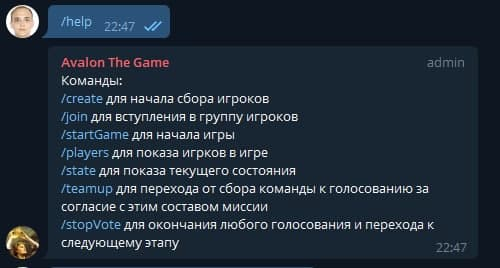 /help
22:47
Avalon The Game admin
Команды:
/create для начала сбора игроков
/join для вступления в группу игроков
/startGame для начала игры
/players для показа игрков в игре
/state для показа текущего состояния
/teamup для перехода от сбора команды к голосованию за
согласие с этим составом миссии
/stopVote для окончания любого голосования и перехода к
следующему этапу
22:47